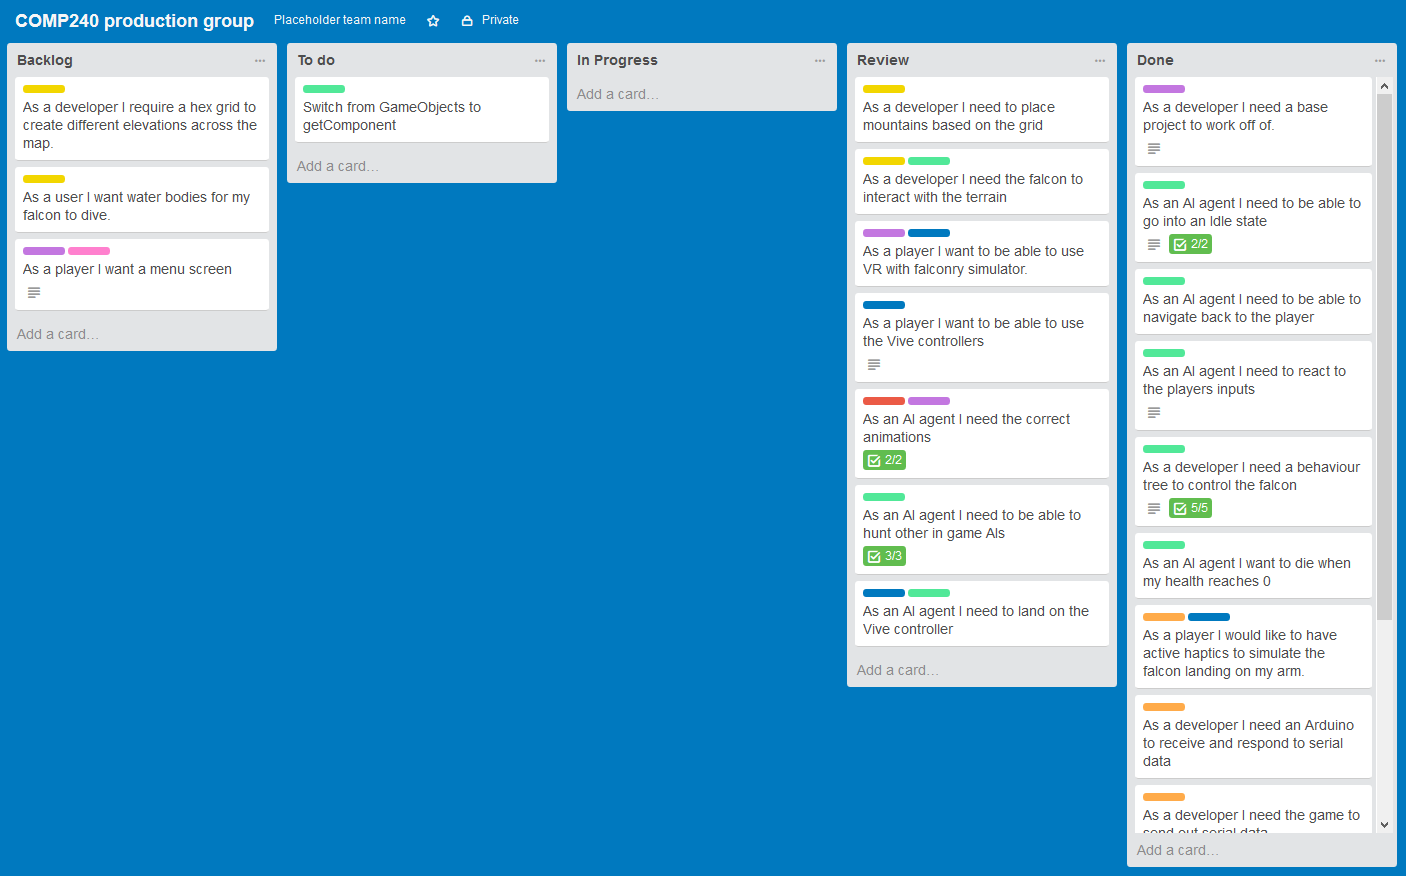 COMP240 production group
Placeholder team name
Private
Backlog
As a developer I require a hex grid to
create different elevations across the
map.
As a user I want water bodies for my
falcon to dive.
As a player I want a menu screen
Add a card...
To do
Switch from GameObjects to
getComponent
Add a card...
In Progress
Add a card...
Review
As a developer I need to place
mountains based on the grid
As a developer I need the falcon to
interact with the terrain
As a player I want to be able to use
VR with falconry simulator.
As a player I want to be able to use
the Vive controllers
As an AI agent I need the correct
animations
2/2
As an AI agent I need to be able to
hunt other in game AIs
3/3
As an AI agent I need to land on the
Vive controller
Add a card...
Done
As a developer I need a base
project to work off of.
As an AI agent I need to be able to
go into an Idle state
2/2
As an AI agent I need to be able to
navigate back to the player
As an AI agent I need to react to
the players inputs
As a developer I need a behaviour
tree to control the falcon
5/5
As an AI agent I want to die when
my health reaches 0
As a player I would like to have
active haptics to simulate the
falcon landing on my arm.
As a developer I need an Arduino
to receive and respond to serial
data
As a developer I need the game to
send out serial data
Add a card...